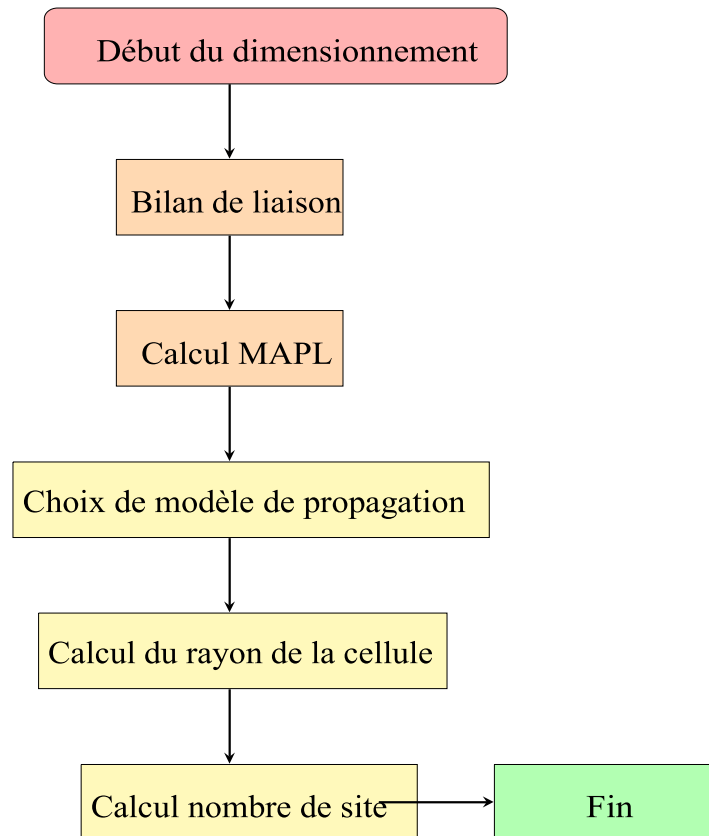 Début du dimensionnement
Bilan de liaison
Calcul MAPL
Choix de modèle de propagation
Calcul du rayon de la cellule
Calcul nombre de site
Fin